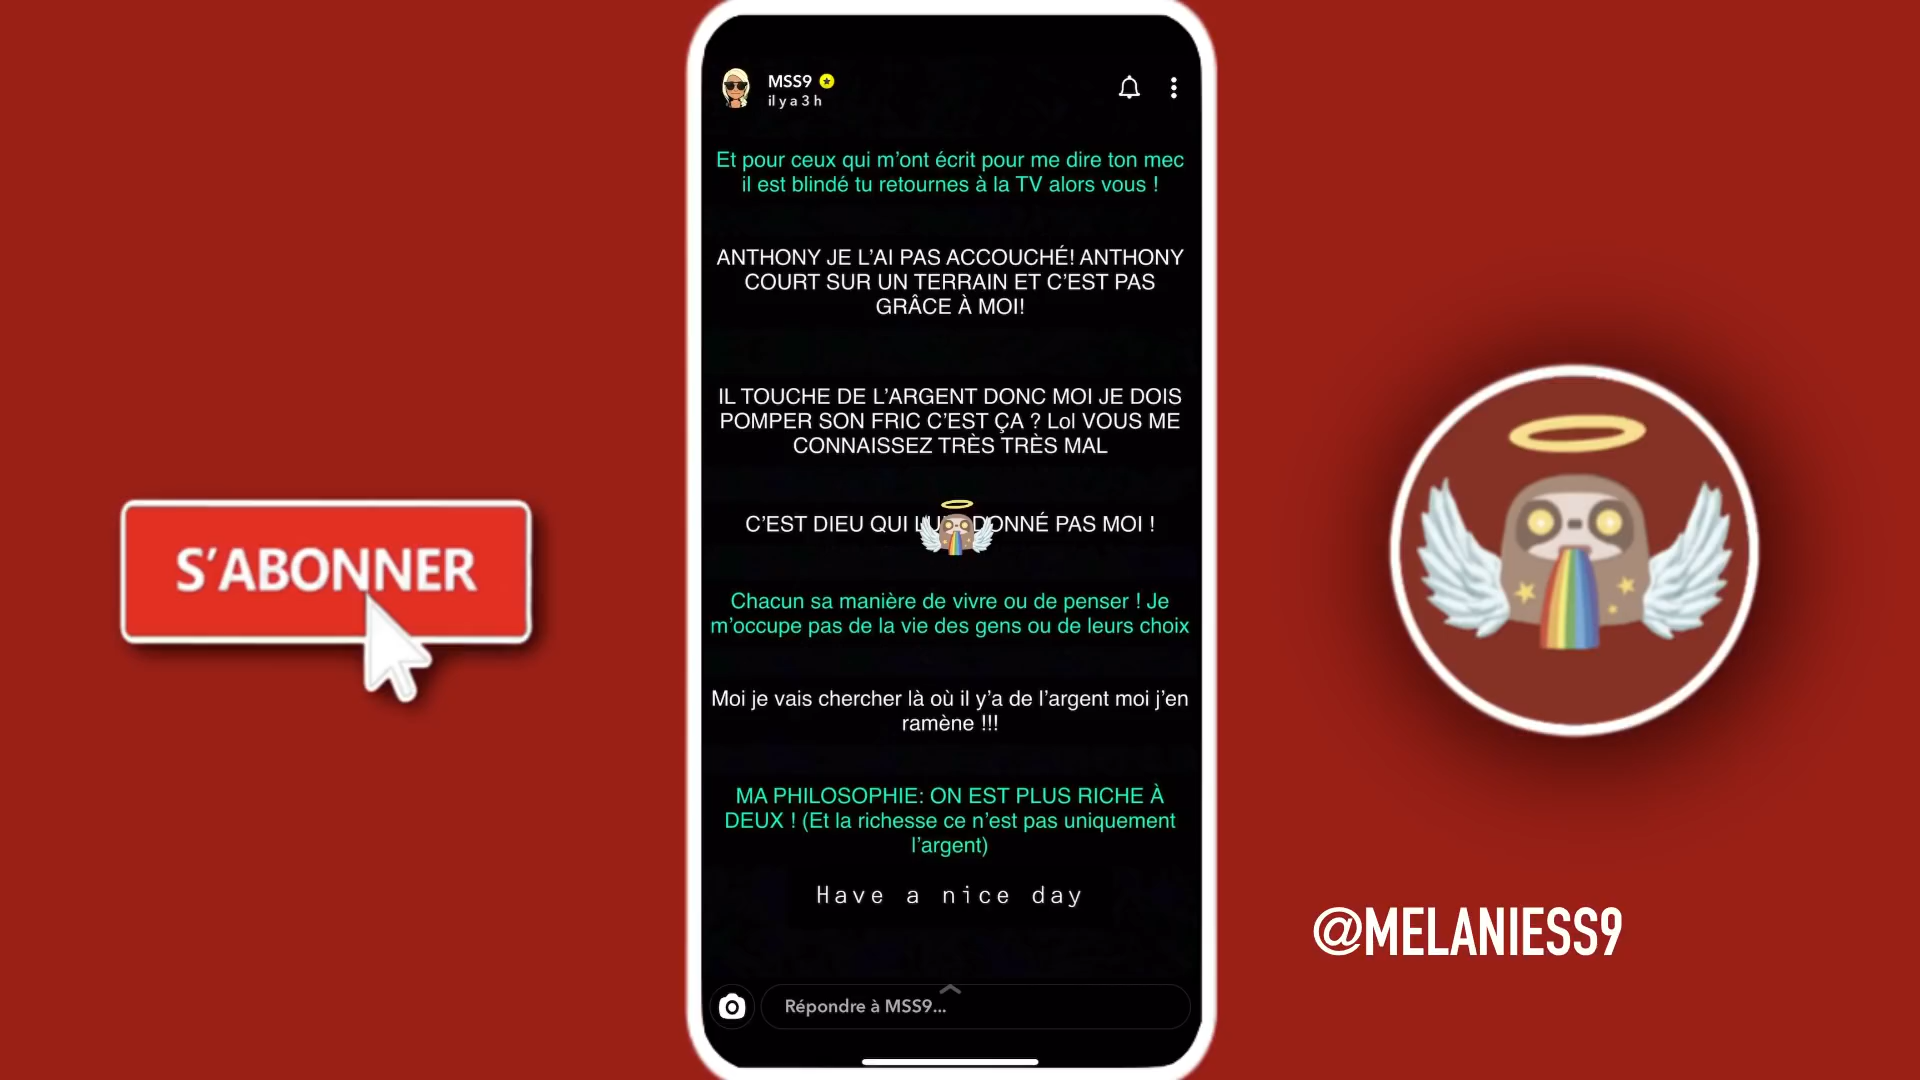 MSS9
il y a 3 h
Et pour ceux qui m’ont écrit pour me dire ton mec
il est blindé tu retournes à la TV alors vous !
ANTHONY JE L’AI PAS ACCOUCHÉ! ANTHONY
COURT SUR UN TERRAIN ET C’EST PAS
GRÂCE À MOI!
IL TOUCHE DE L’ARGENT DONC MOI JE DOIS
POMPER SON FRIC C’EST ÇA ? Lol VOUS ME
CONNAISSEZ TRÈS TRÈS MAL
C’EST DIEU QUI DONNÉ PAS MOI !
Chacun sa manière de vivre ou de penser ! Je
m’occupe pas de la vie des gens ou de leurs choix
Moi je vais chercher là où il y’a de l’argent moi j’en
ramène !!!
MA PHILOSOPHIE: ON EST PLUS RICHE À
DEUX ! (Et la richesse ce n’est pas uniquement
l’argent)
Have a nice day
Répondre à MSS9...
S’ABONNER
@MELANIESS9